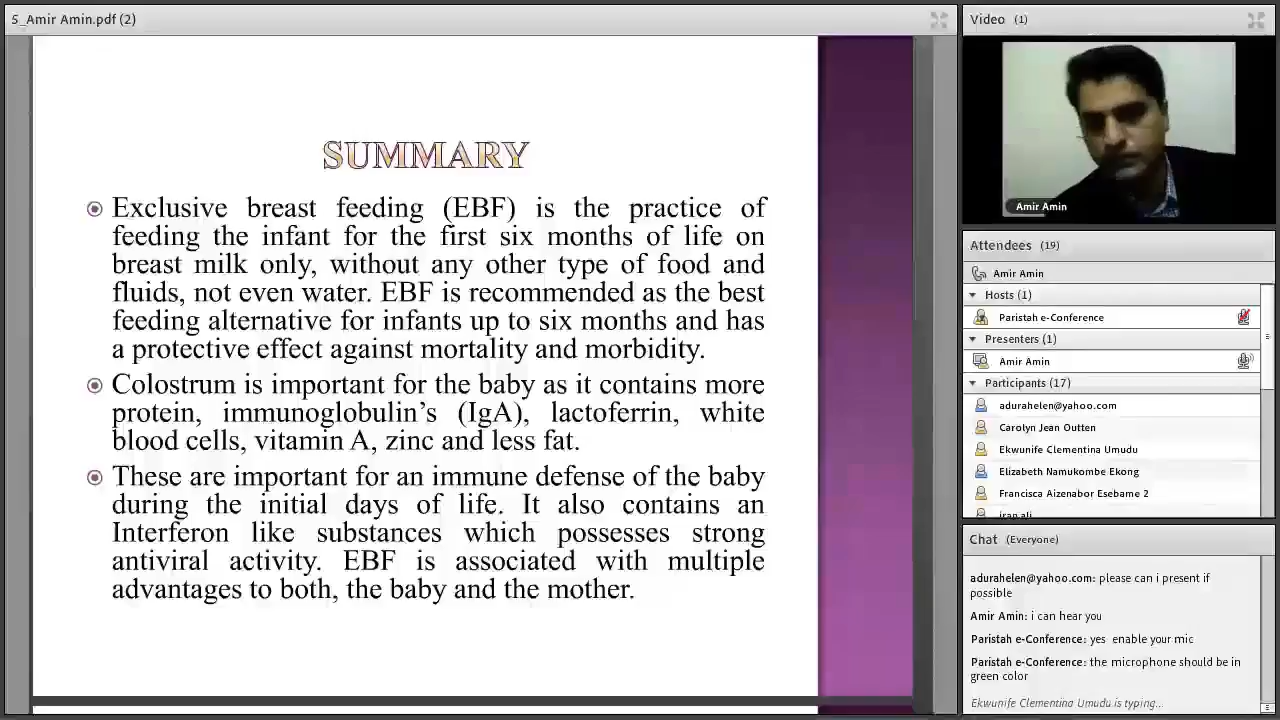 5_Amir Amin.pdf (2)
SUMMARY
Exclusive breast feeding (EBF) is the practice of
feeding the infant for the first six months of life on
breast milk only, without any other type of food and
fluids, not even water. EBF is recommended as the best
feeding alternative for infants up to six months and has
a protective effect against mortality and morbidity.
Colostrum is important for the baby as it contains more
protein, immunoglobulin's (IgA), lactoferrin, white
blood cells, vitamin A, zinc and less fat.
These are important for an immune defense of the baby
during the initial days of life. It also contains an
Interferon like substances which possesses strong
antiviral activity. EBF is associated with multiple
advantages to both, the baby and the mother.
Video (1)
Amir Amin
Attendees (19)
Amir Amin
Hosts (1)
Paristah e-Conference
Presenters (1)
Amir Amin
Participants (17)
adurahelen@yahoo.com
Carolyn Jean Outten
Ekwunife Clementina Umudu
Elizabeth Namukombe Ekong
Francisca Aizenabor Esebame 2
iran ali
Chat (Everyone)
adurahelen@yahoo.com: please can i present if
possible
Amir Amin: i can hear you
Paristah e-Conference: yes enable your mic
Paristah e-Conference: the microphone should be in
green color
Ekwunife Clementina Umudu is typing...